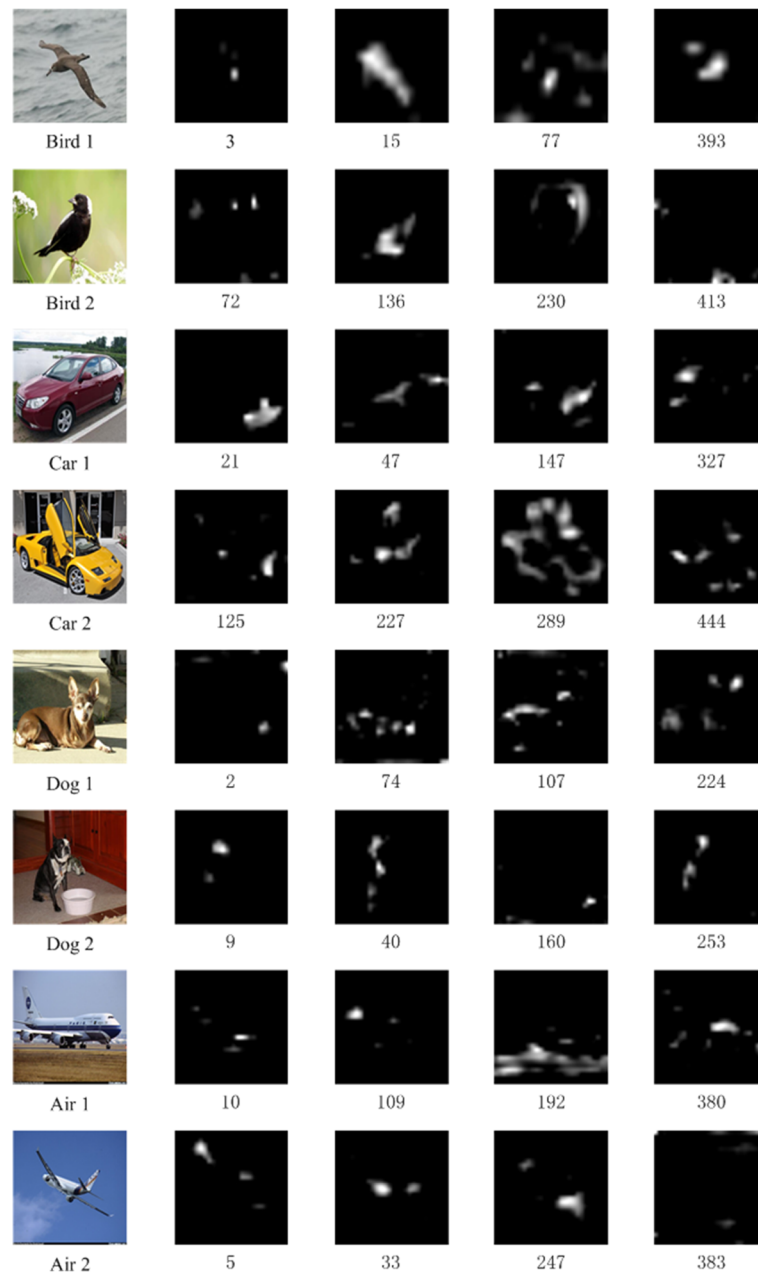 3 15 77 393
Bird 1
72 136 230 413
Bird 2
21 47 147 327
Car 1
125 227 289 444
Car 2
2 74 107 224
Dog 1
9 40 160 253
Dog 2
10 109 192 380
Air 1
5 33 247 383
Air 2